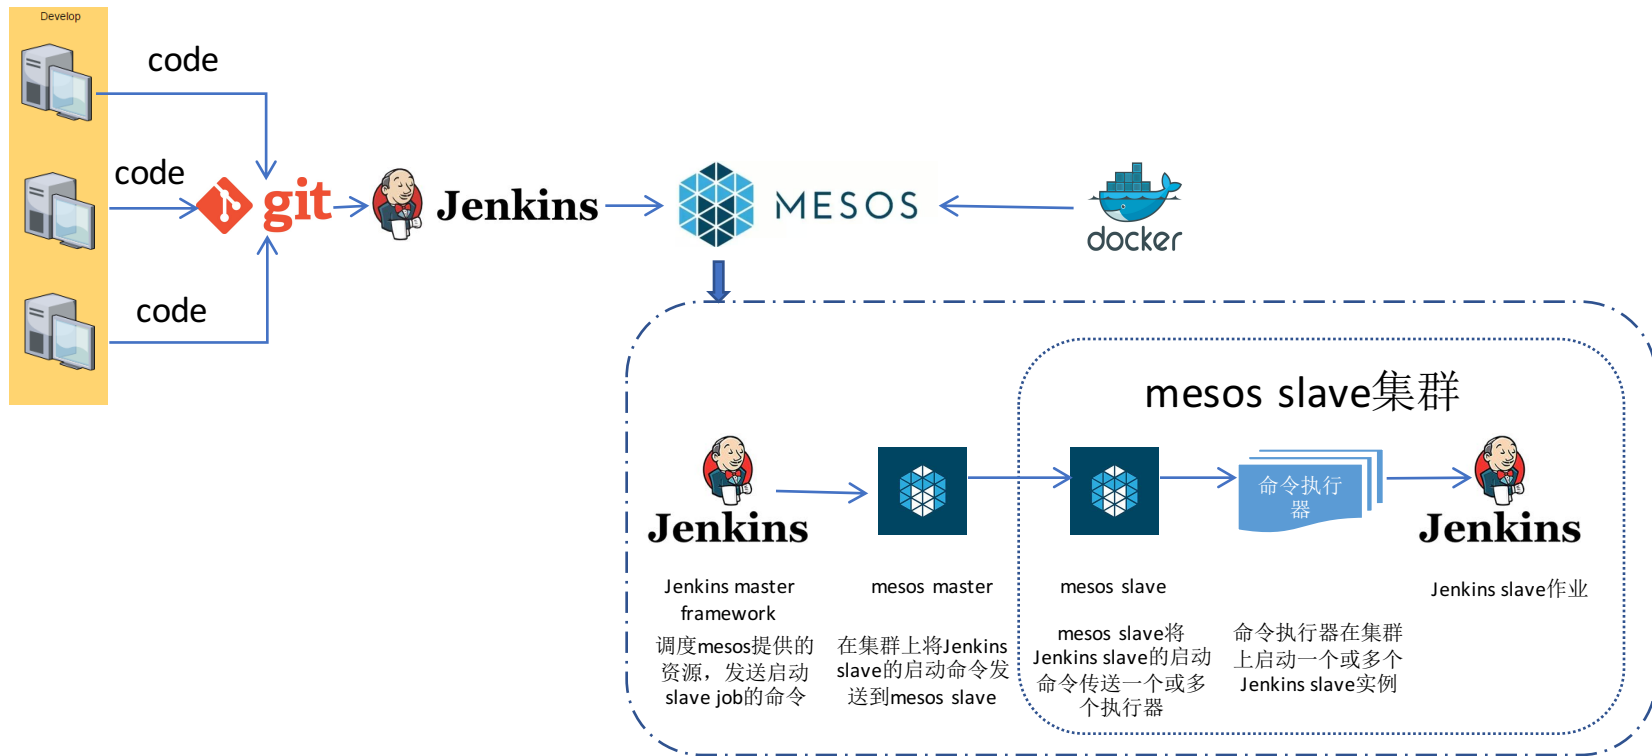 Develop
code
code
git
Jenkins
MESOS
docker
code
mesos slave集群
命令执行
器
Jenkins
Jenkins
Jenkins master
framework
调度mesos提供的
资源，发送启动
slave job的命令
mesos master
在集群上将Jenkins
slave的启动命令发
送到mesos slave
mesos slave
mesos slave将
Jenkins slave的启动
命令传送一个或多
个执行器
命令执行器在集群
上启动一个或多个
Jenkins slave实例
Jenkins slave作业